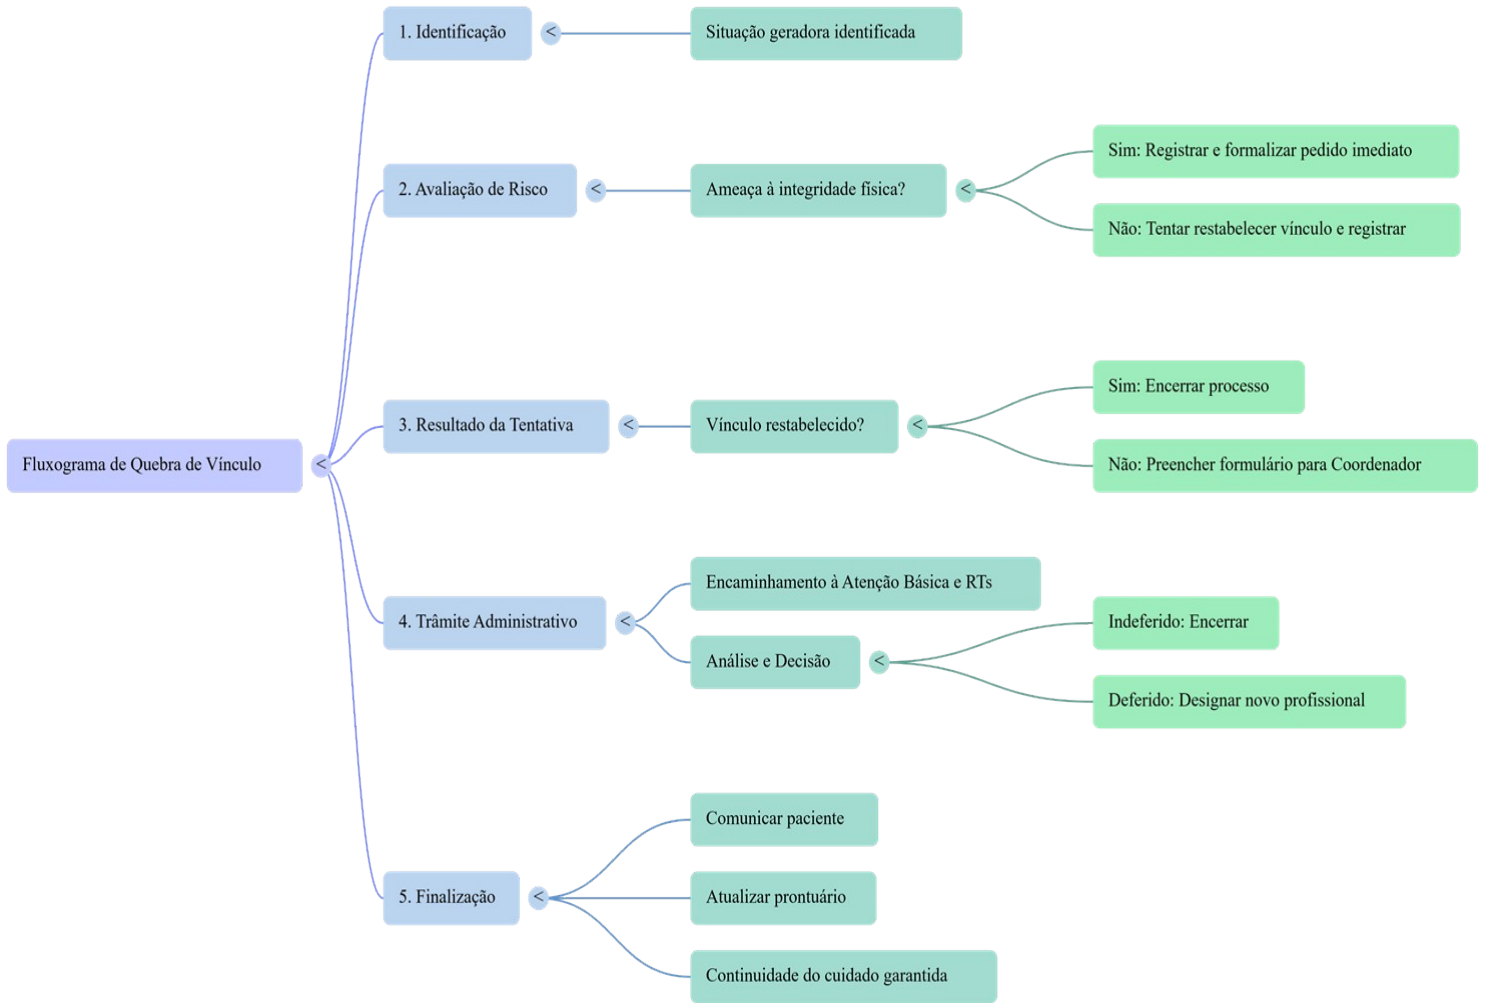 Fluxograma de Quebra de Vínculo
<
1. Identificação
<
Situação geradora identificada
2. Avaliação de Risco
<
Ameaça à integridade física?
<
Sim: Registrar e formalizar pedido imediato
Não: Tentar restabelecer vínculo e registrar
3. Resultado da Tentativa
<
Vínculo restabelecido?
<
Sim: Encerrar processo
Não: Preencher formulário para Coordenador
4. Trâmite Administrativo
<
Encaminhamento à Atenção Básica e RTs
Análise e Decisão
<
Indeferido: Encerrar
Deferido: Designar novo profissional
5. Finalização
<
Comunicar paciente
Atualizar prontuário
Continuidade do cuidado garantida